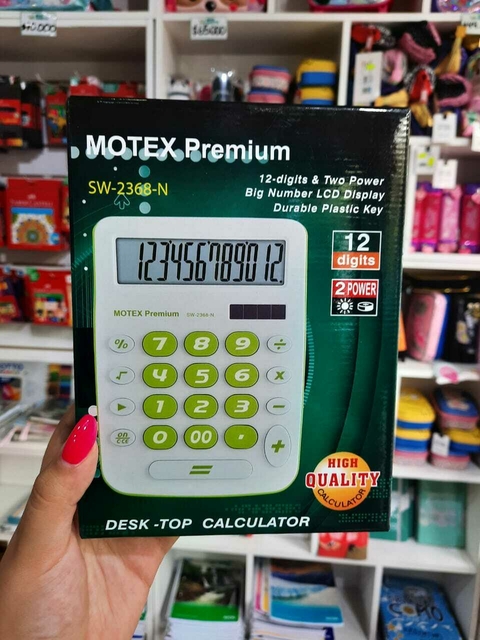 MOTEX Premium
SW-2368-N
12-digits & Two Power
Big Number LCD Display
Durable Plastic Key
123456789012.
12
digits
2 POWER
MOTEX Premium SW-2368-N
% 7 8 9 ÷
√ 4 5 6 x
▶ 1 2 3 −
ON
C/CE 0 00 · +
=
HIGH
QUALITY
CALCULATOR
DESK-TOP CALCULATOR